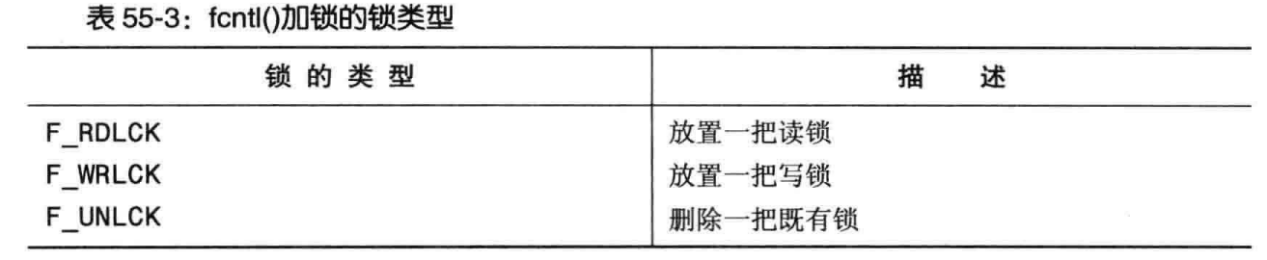 表 55-3：fcntl()加锁的锁类型
锁 的 类 型 描 述
F_RDLCK 放置一把读锁
F_WRLCK 放置一把写锁
F_UNLCK 删除一把既有锁